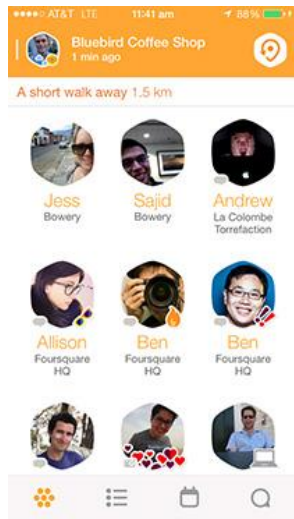 AT&T LTE 11:41 am 88%
Bluebird Coffee Shop
1 min ago
A short walk away 1.5 km
Jess Sajid Andrew
Bowery Bowery La Colombe
Torrefaction
Allison Ben Ben
Foursquare Foursquare Foursquare
HQ HQ HQ